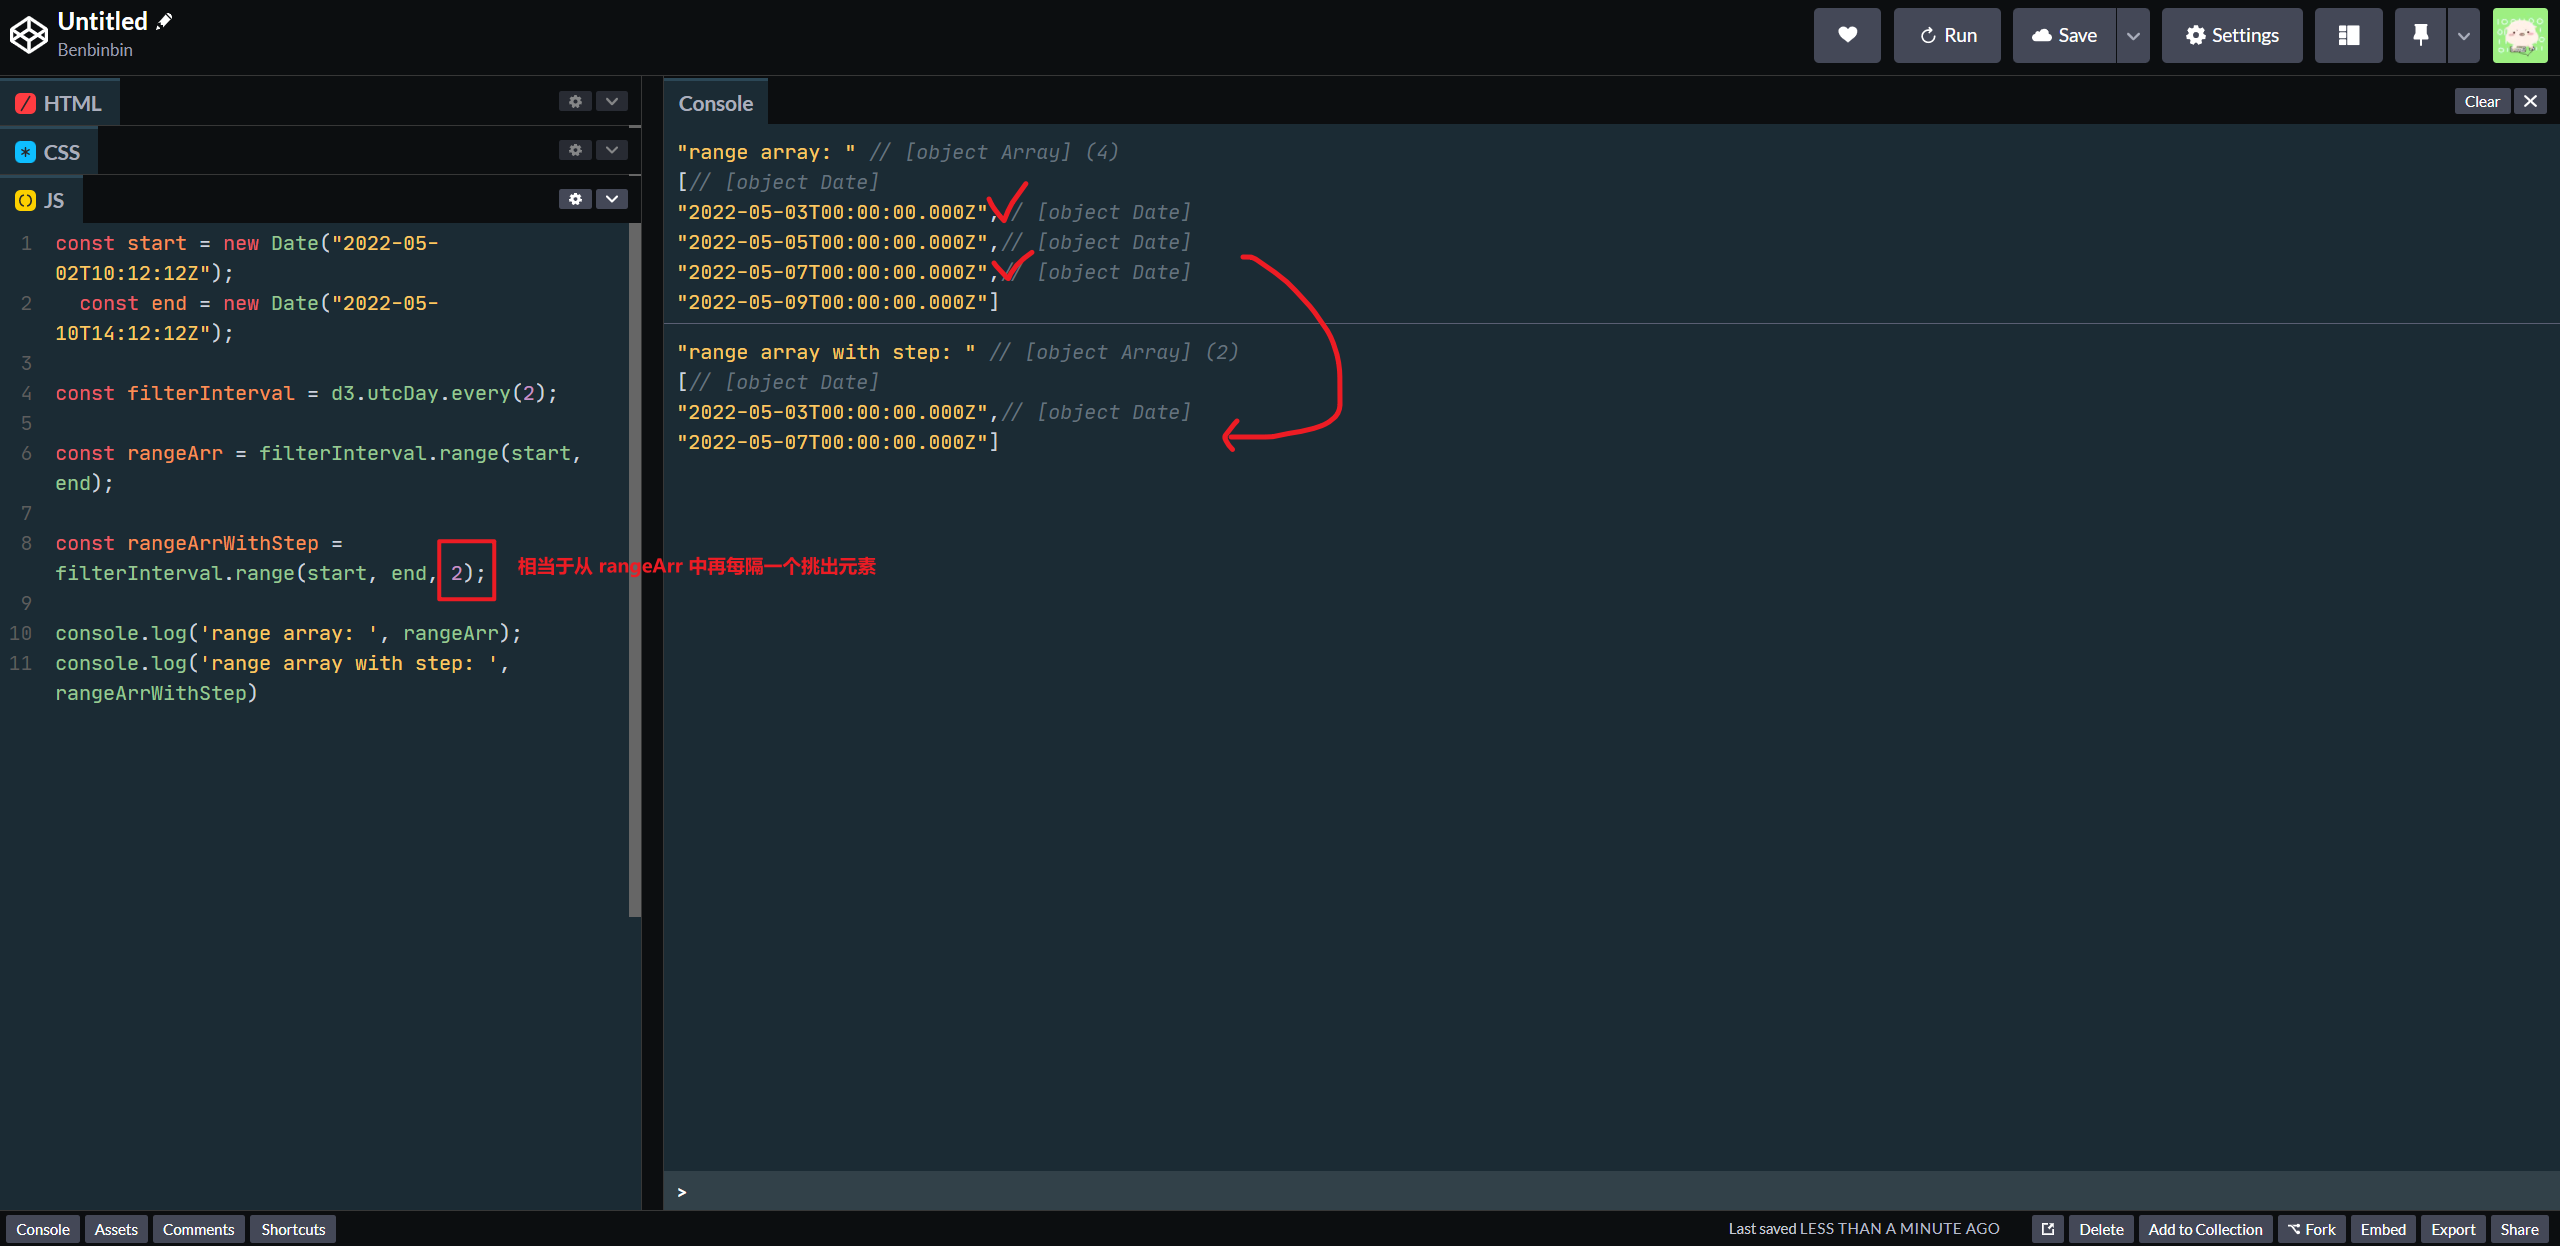 Untitled
Benbinbin
Run
Save
Settings
HTML
CSS
JS
1 const start = new Date("2022-05-
02T10:12:12Z");
2 const end = new Date("2022-05-
10T14:12:12Z");
3
4 const filterInterval = d3.utcDay.every(2);
5
6 const rangeArr = filterInterval.range(start,
end);
7
8 const rangeArrWithStep =
filterInterval.range(start, end, 2);
相当于从 rangeArr 中再每隔一个挑出元素
9
10 console.log('range array: ', rangeArr);
11 console.log('range array with step: ',
rangeArrWithStep)
Console
Clear
"range array: " // [object Array] (4)
[// [object Date]
"2022-05-03T00:00:00.000Z",// [object Date]
"2022-05-05T00:00:00.000Z",// [object Date]
"2022-05-07T00:00:00.000Z",// [object Date]
"2022-05-09T00:00:00.000Z"]
"range array with step: " // [object Array] (2)
[// [object Date]
"2022-05-03T00:00:00.000Z",// [object Date]
"2022-05-07T00:00:00.000Z"]
>
Console
Assets
Comments
Shortcuts
Last saved LESS THAN A MINUTE AGO
Delete
Add to Collection
Fork
Embed
Export
Share